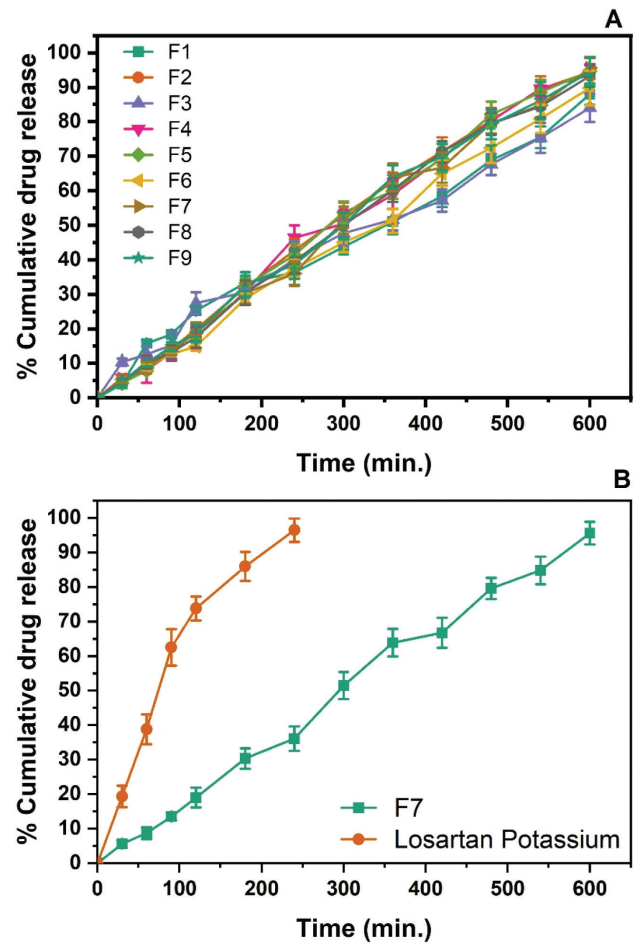 A
% Cumulative drug release
100
90
80
70
60
50
40
30
20
10
0
F1
F2
F3
F4
F5
F6
F7
F8
F9
0 100 200 300 400 500 600
Time (min.)
B
% Cumulative drug release
100
90
80
70
60
50
40
30
20
10
0
F7
Losartan Potassium
0 100 200 300 400 500 600
Time (min.)